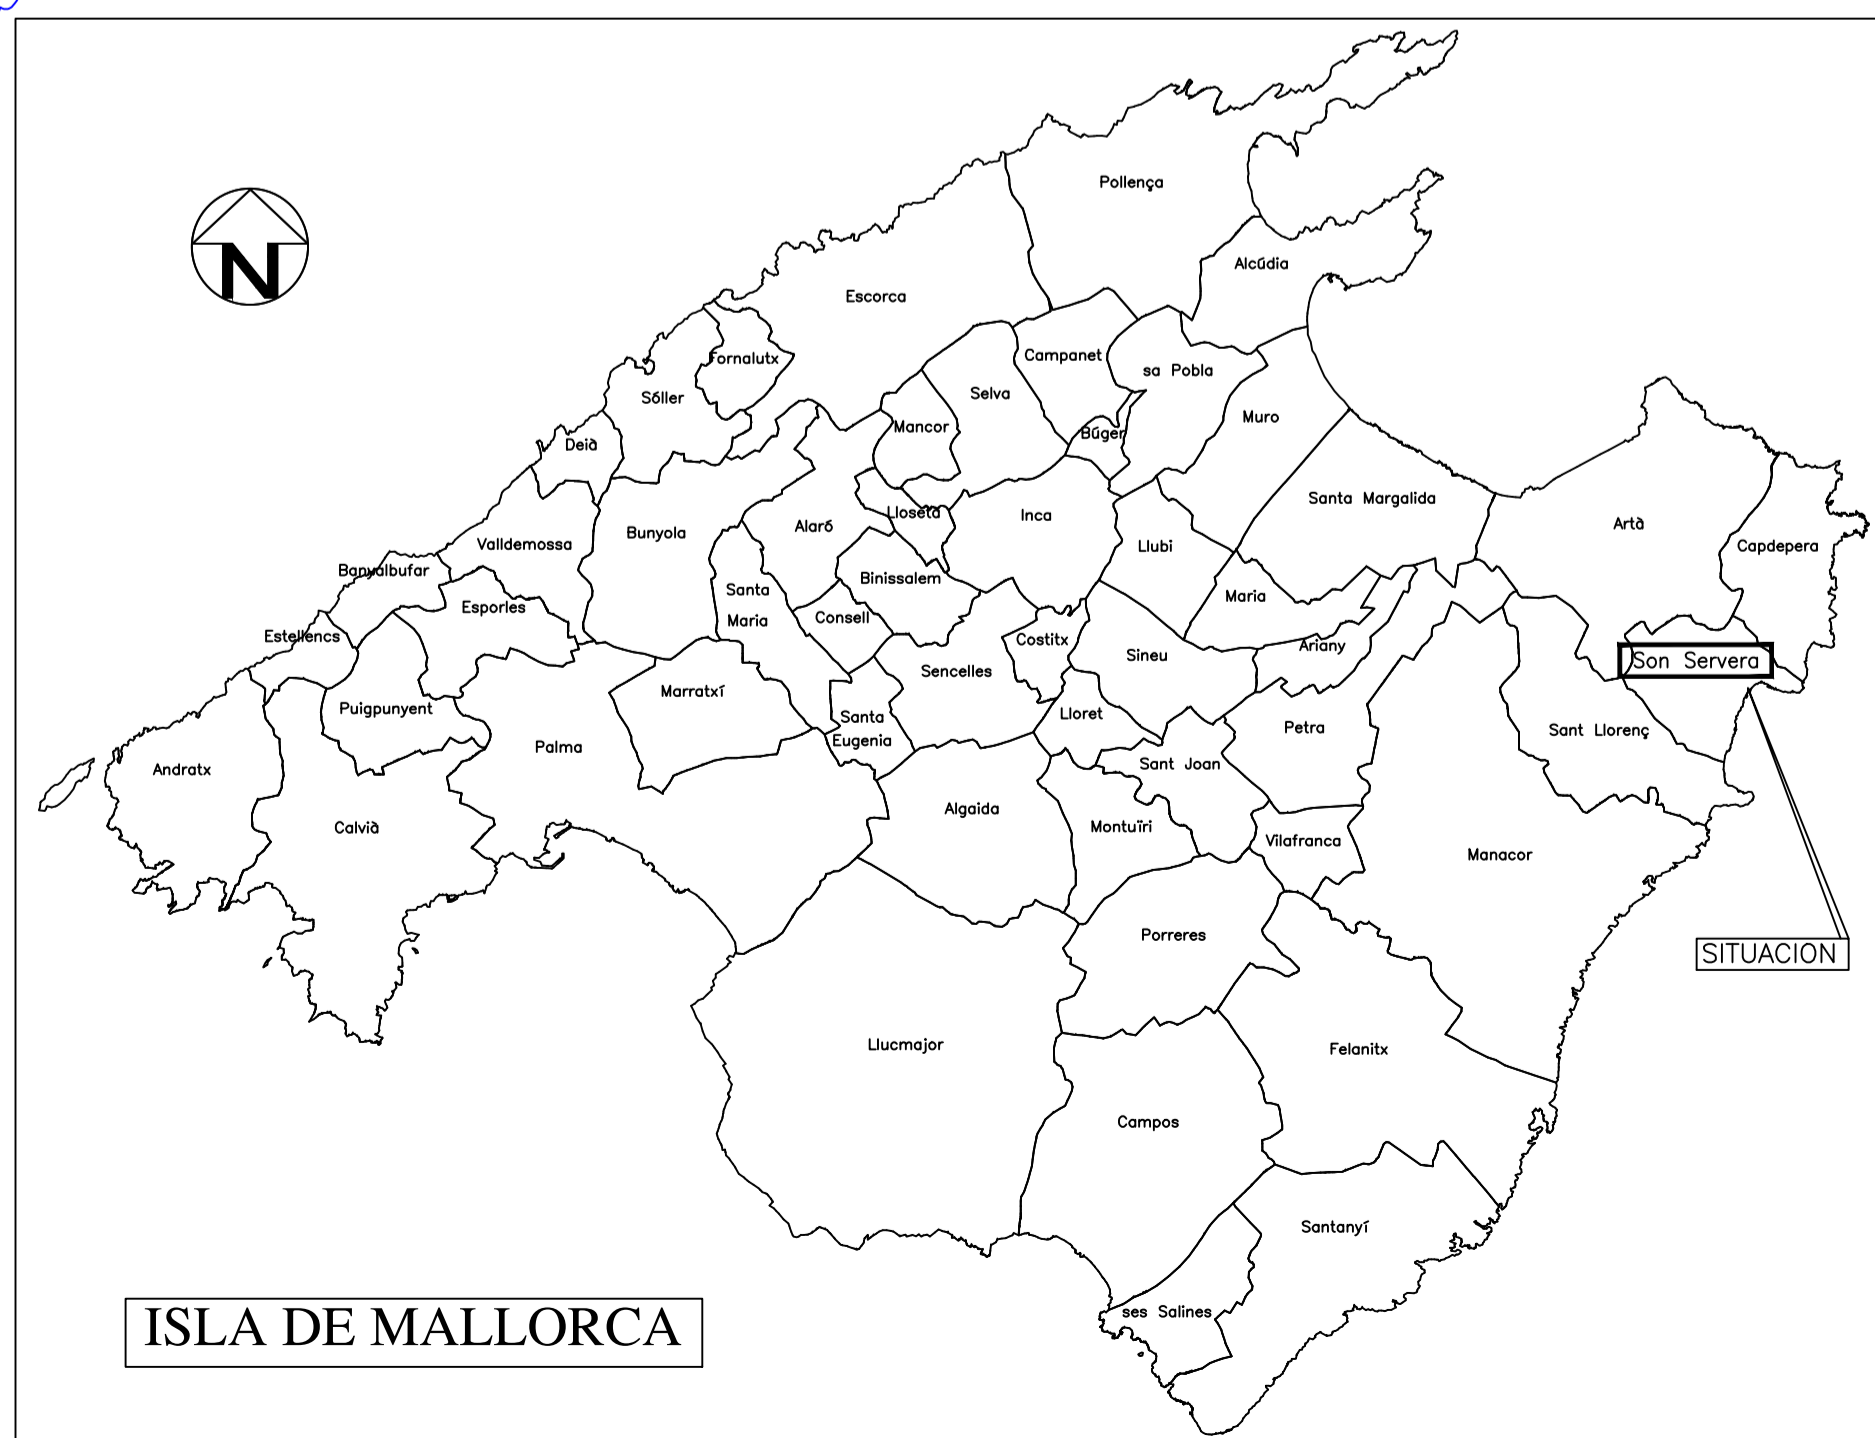 Pollença
N
Alcúdia
Escorca
Fornalutx
Campanet
sa Pobla
Selva
Sóller
Muro
Mancor
Búger
Deià
Santa Margalida
Lloseta
Inca
Artà
Alaró
Bunyola
Valldemossa
Llubi
Capdepera
Banyalbufar
Binissalem
Santa
Maria
Maria
Esporles
Consell
Estellencs
Costitx
Ariany
Sineu
Son Servera
Sencelles
Marratxí
Puigpunyent
Lloret
Santa
Eugenia
Petra
Sant Llorenç
Palma
Sant Joan
Andratx
Algaida
Calvià
Montuïri
Vilafranca
Manacor
Porreres
SITUACION
Llucmajor
Felanitx
Campos
Santanyí
ses Salines
ISLA DE MALLORCA